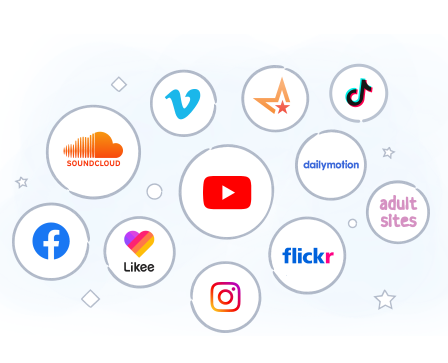 SOUNDCLOUD
dailymotion
adult
sites
Likee
flickr